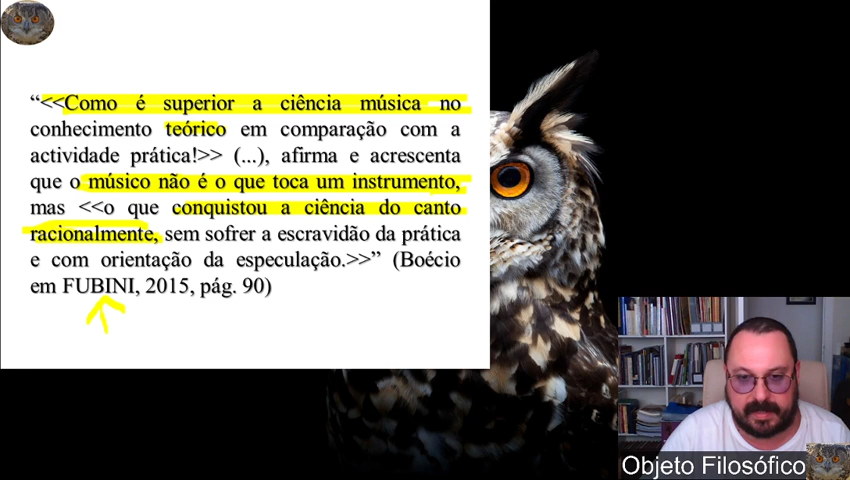 “<<Como é superior a ciência música no
conhecimento teórico em comparação com a
actividade prática!>> (...), afirma e acrescenta
que o músico não é o que toca um instrumento,
mas <<o que conquistou a ciência do canto
racionalmente, sem sofrer a escravidão da prática
e com orientação da especulação.>>” (Boécio
em FUBINI, 2015, pág. 90)
Objeto Filosófico